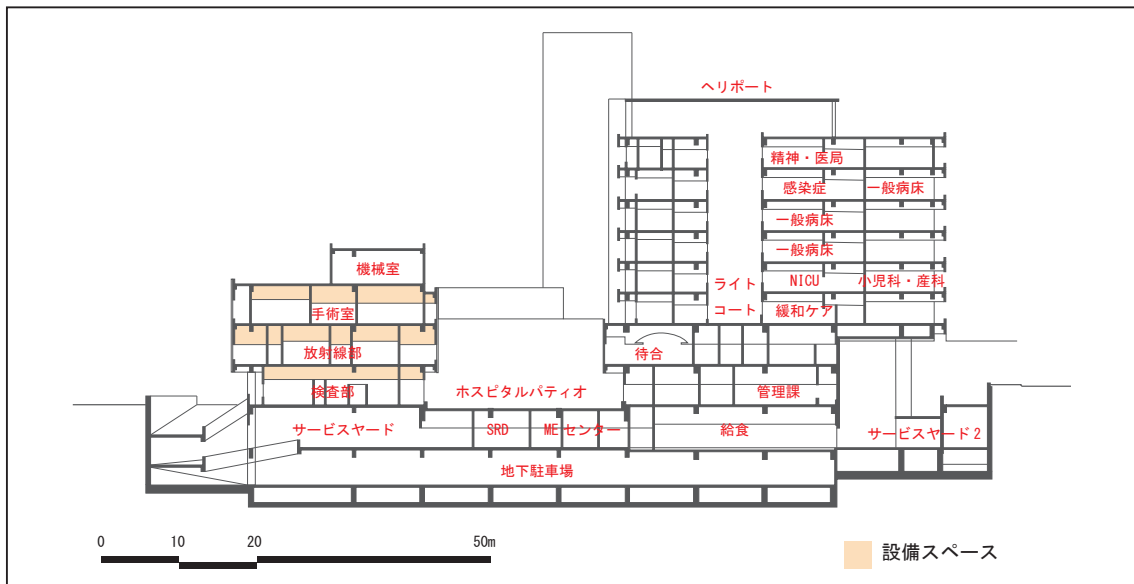 ヘリポート
精神・医局
感染症
一般病床
一般病床
一般病床
機械室
ライト
コート
NICU
小児科・産科
手術室
緩和ケア
放射線部
待合
検査部
ホスピタルパティオ
管理課
サービスヤード
SRD
MEセンター
給食
サービスヤード2
地下駐車場
0
10
20
50m
設備スペース